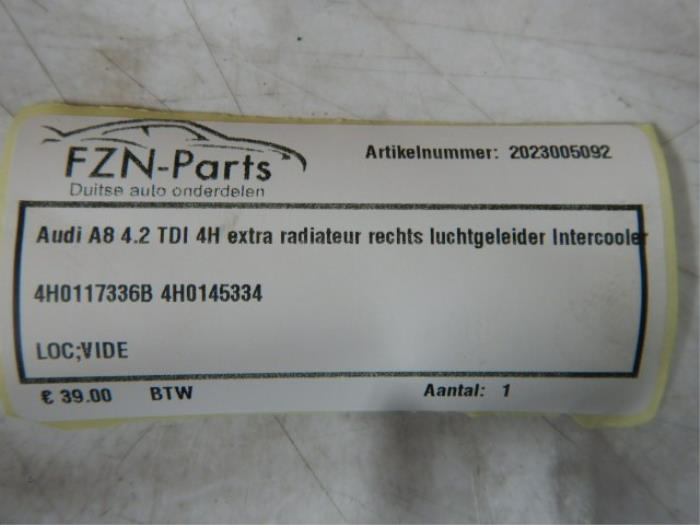 FZN-Parts
Duitse auto onderdelen
Artikelnummer: 2023005092
Audi A8 4.2 TDI 4H extra radiateur rechts luchtgeleider Intercooler
4H0117336B 4H0145334
LOC;VIDE
€ 39.00 BTW Aantal: 1